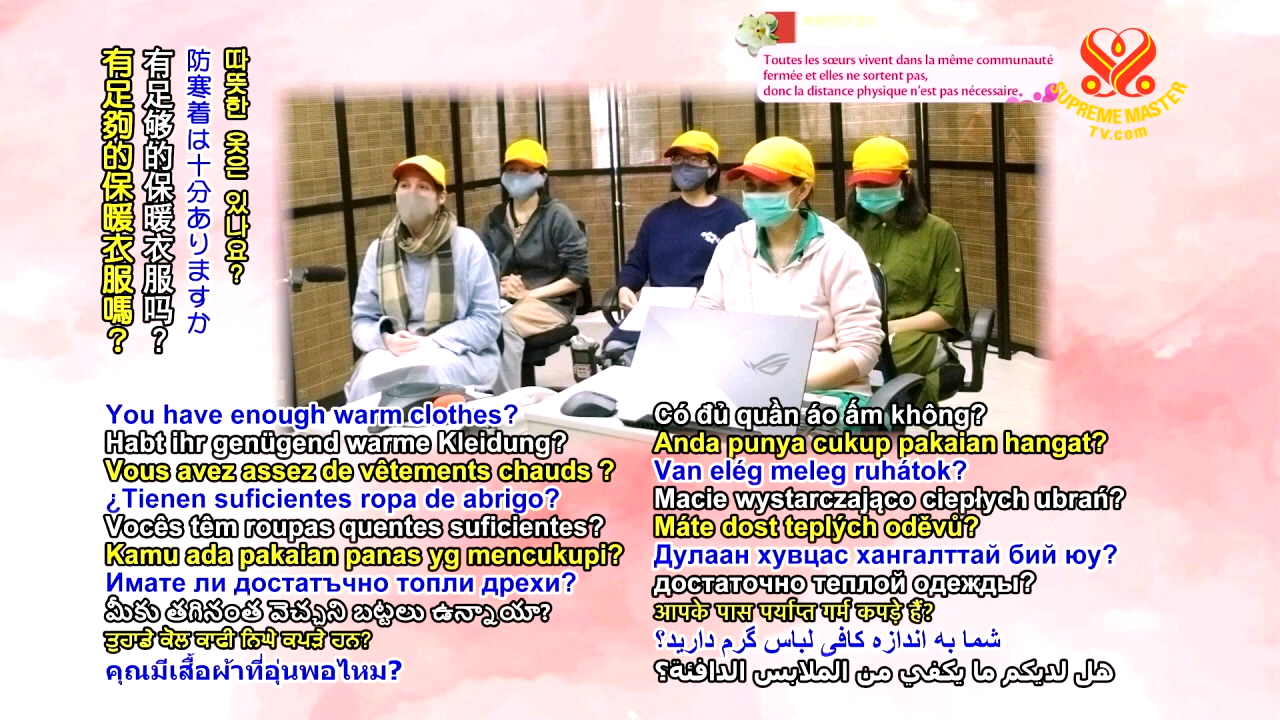 Toutes les sœurs vivent dans la même communauté
fermée et elles ne sortent pas,
donc la distance physique n'est pas nécessaire.
SUPREME MASTER
TV.com
따뜻한 옷은 있나요?
防寒着は十分ありますか
有足够的保暖衣服吗？
有足夠的保暖衣服嗎？
You have enough warm clothes?
Habt ihr genügend warme Kleidung?
Vous avez assez de vêtements chauds ?
¿Tienen suficientes ropa de abrigo?
Vocês têm roupas quentes suficientes?
Kamu ada pakaian panas yg mencukupi?
Имате ли достатъчно топли дрехи?
మీకు తగినంత వెచ్చని బట్టలు ఉన్నాయా?
ਤੁਹਾਡੇ ਕੋਲ ਕਾਫੀ ਨਿਘੇ ਕਪੜੇ ਹਨ?
คุณมีเสื้อผ้าที่อุ่นพอไหม?
Có đủ quần áo ấm không?
Anda punya cukup pakaian hangat?
Van elég meleg ruhátok?
Macie wystarczająco ciepłych ubrań?
Máte dost teplých oděvů?
Дулаан хувцас хангалттай бий юу?
достаточно теплой одежды?
आपके पास पर्याप्त गर्म कपड़े हैं?
شما به اندازه کافی لباس گرم دارید؟
هل لديكم ما يكفي من الملابس الدافئة؟